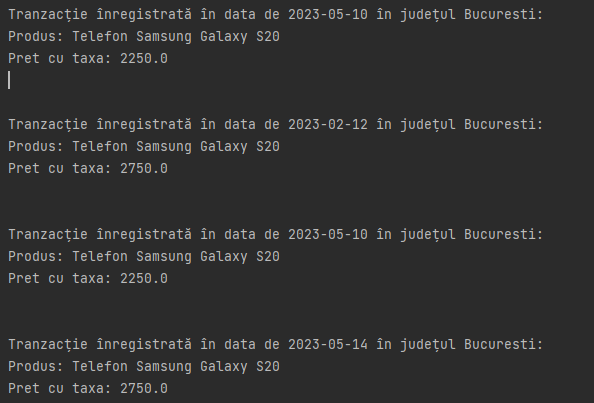 Tranzacție înregistrată în data de 2023-05-10 în județul Bucuresti:
Produs: Telefon Samsung Galaxy S20
Pret cu taxa: 2250.0
Tranzacție înregistrată în data de 2023-02-12 în județul Bucuresti:
Produs: Telefon Samsung Galaxy S20
Pret cu taxa: 2750.0
Tranzacție înregistrată în data de 2023-05-10 în județul Bucuresti:
Produs: Telefon Samsung Galaxy S20
Pret cu taxa: 2250.0
Tranzacție înregistrată în data de 2023-05-14 în județul Bucuresti:
Produs: Telefon Samsung Galaxy S20
Pret cu taxa: 2750.0